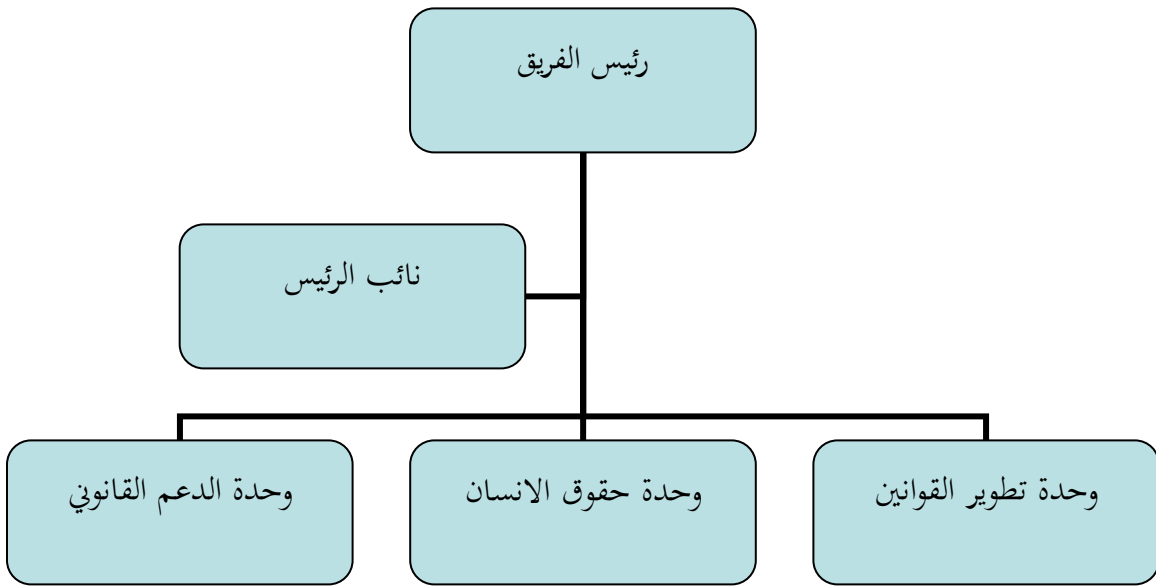 رئيس الفريق
نائب الرئيس
وحدة تطوير القوانين
وحدة حقوق الانسان
وحدة الدعم القانوني